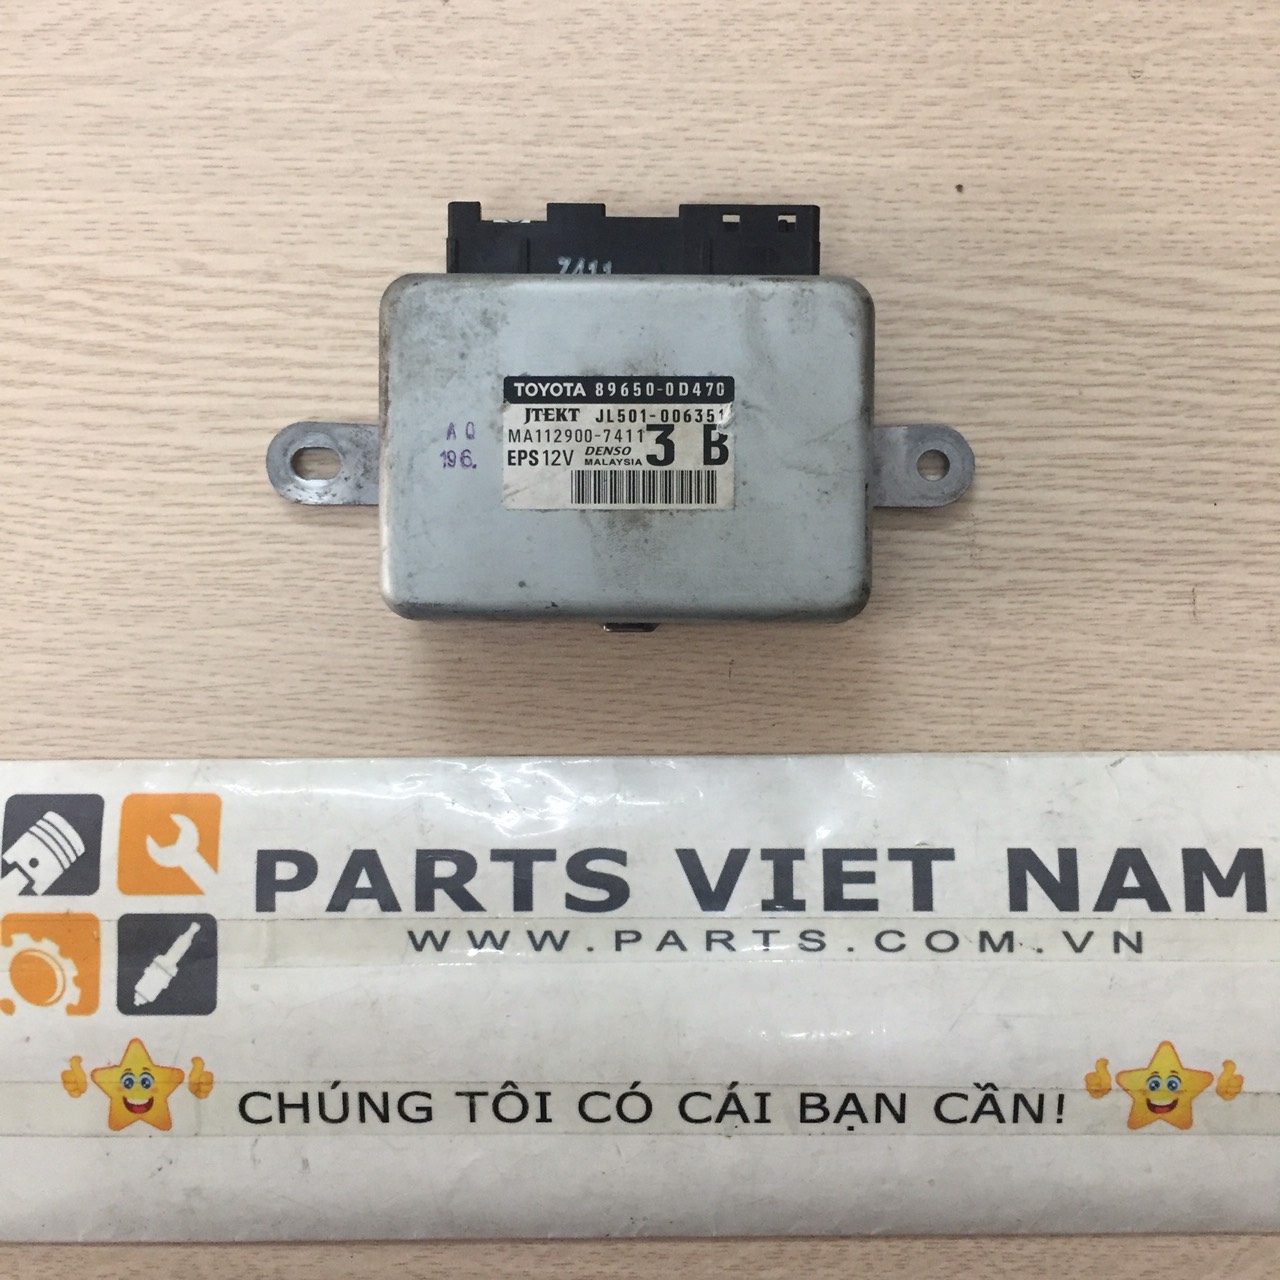 7411
TOYOTA 89650-0D470
JTEKT JL501-006351
MA112900-7411 3 B
EPS 12V DENSO MALAYSIA
A Q
196.
PARTS VIET NAM
WWW.PARTS.COM.VN
CHÚNG TÔI CÓ CÁI BẠN CẦN!